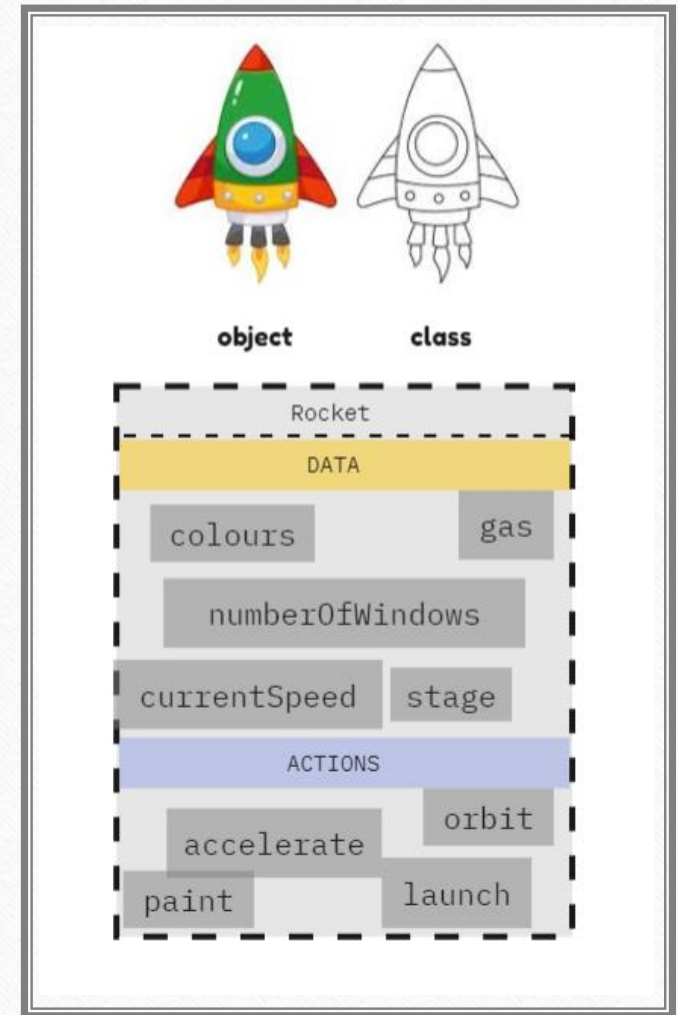 object class
Rocket
DATA
colours gas
numberOfWindows
currentSpeed stage
ACTIONS
orbit
accelerate
paint launch